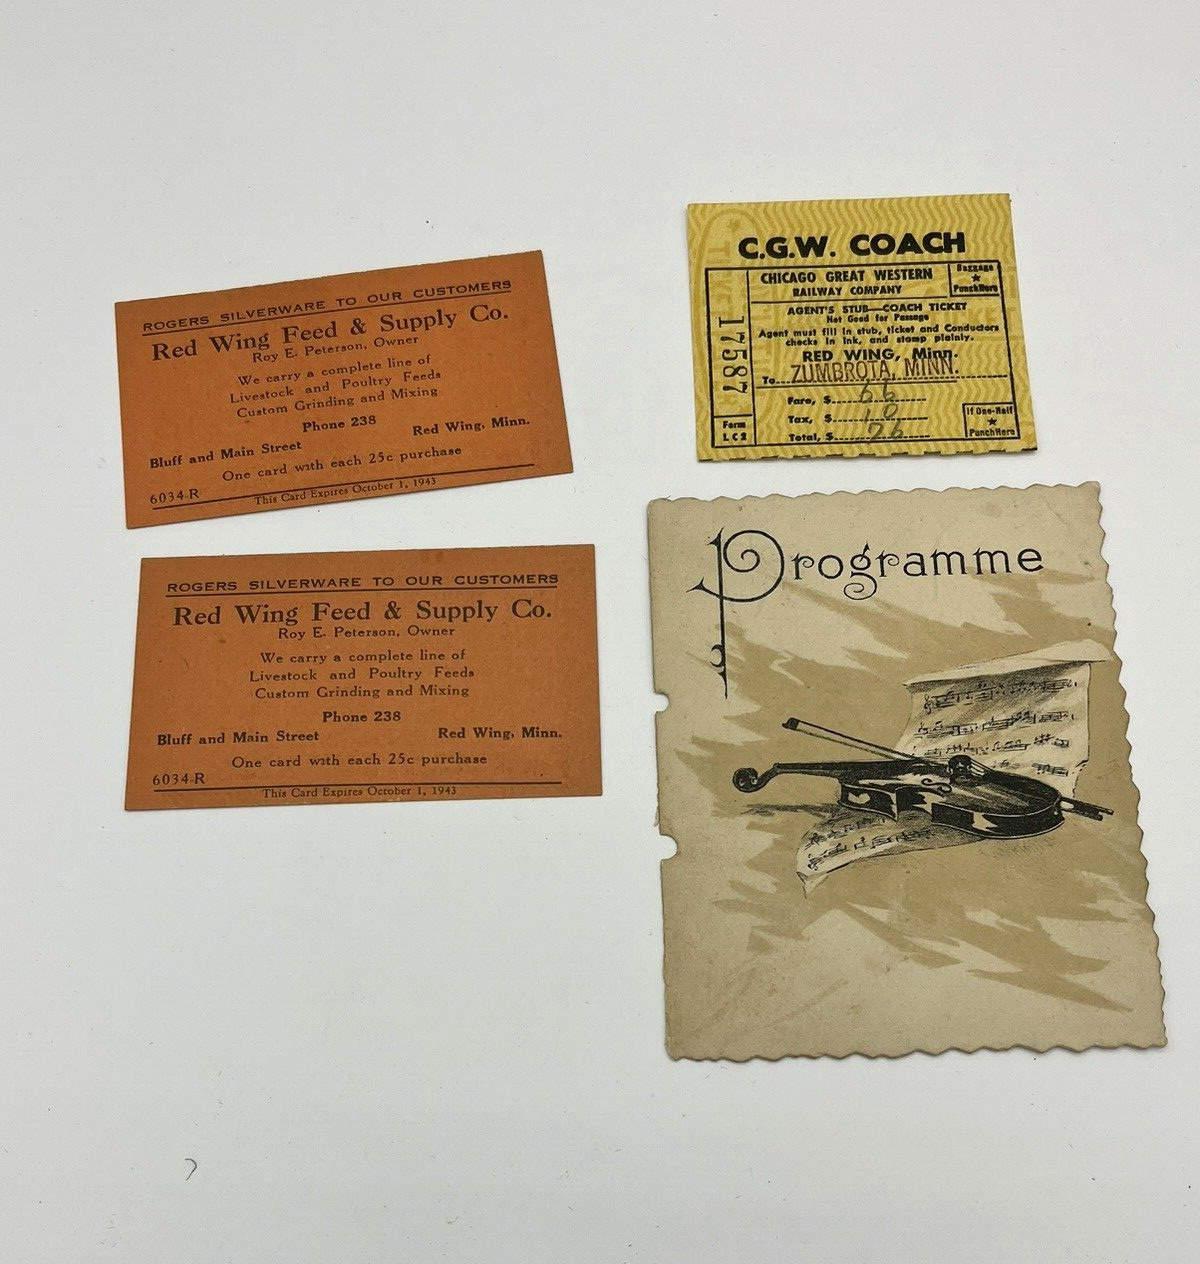 ROGERS SILVERWARE TO OUR CUSTOMERS
Red Wing Feed & Supply Co.
Roy E. Peterson, Owner
We carry a complete line of
Livestock and Poultry Feeds
Custom Grinding and Mixing
Phone 238
Bluff and Main Street Red Wing, Minn.
One card with each 25c purchase
6034-R This Card Expires October 1, 1943
ROGERS SILVERWARE TO OUR CUSTOMERS
Red Wing Feed & Supply Co.
Roy E. Peterson, Owner
We carry a complete line of
Livestock and Poultry Feeds
Custom Grinding and Mixing
Phone 238
Bluff and Main Street Red Wing, Minn.
One card with each 25c purchase
6034-R
This Card Expires October 1, 1943
C.G.W. COACH
CHICAGO GREAT WESTERN
RAILWAY COMPANY
Baggage
★
Punch Here
AGENT'S STUB—COACH TICKET
Not Good for Passage
Agent must fill in stub, ticket and Conductors
checks in ink, and stamp plainly.
RED WING, Minn.
To ZUMBROTA, MINN.
Fare, $ 66
Tax, $ 10
Total, $ 76
17587
Form
L C 2
If One-Half
★
Punch Here
Programme